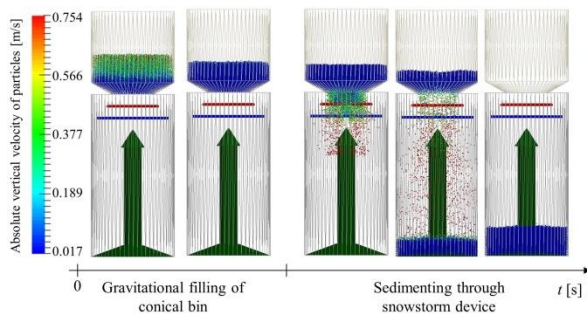 Absolute vertical velocity of particles [m/s]
0.754
0.566
0.377
0.189
0.017
0
Gravitational filling of
conical bin
Sedimenting through
snowstorm device
t [s]